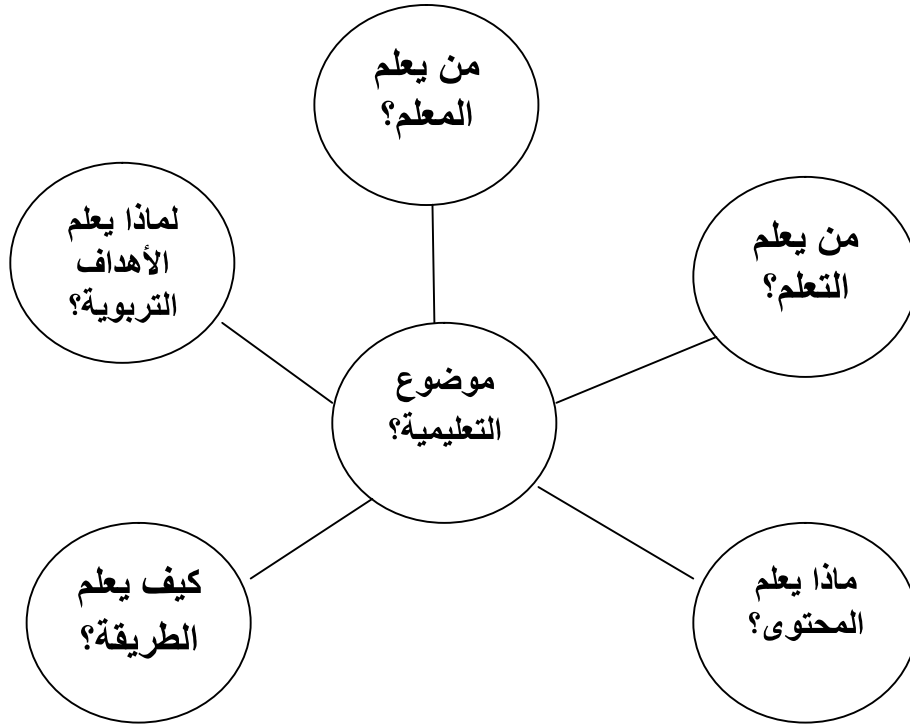 من يعلم
المعلم؟
من يعلم
التعلم؟
لماذا يعلم
الأهداف
التربوية؟
موضوع
التعليمية؟
كيف يعلم
الطريقة؟
ماذا يعلم
المحتوى؟